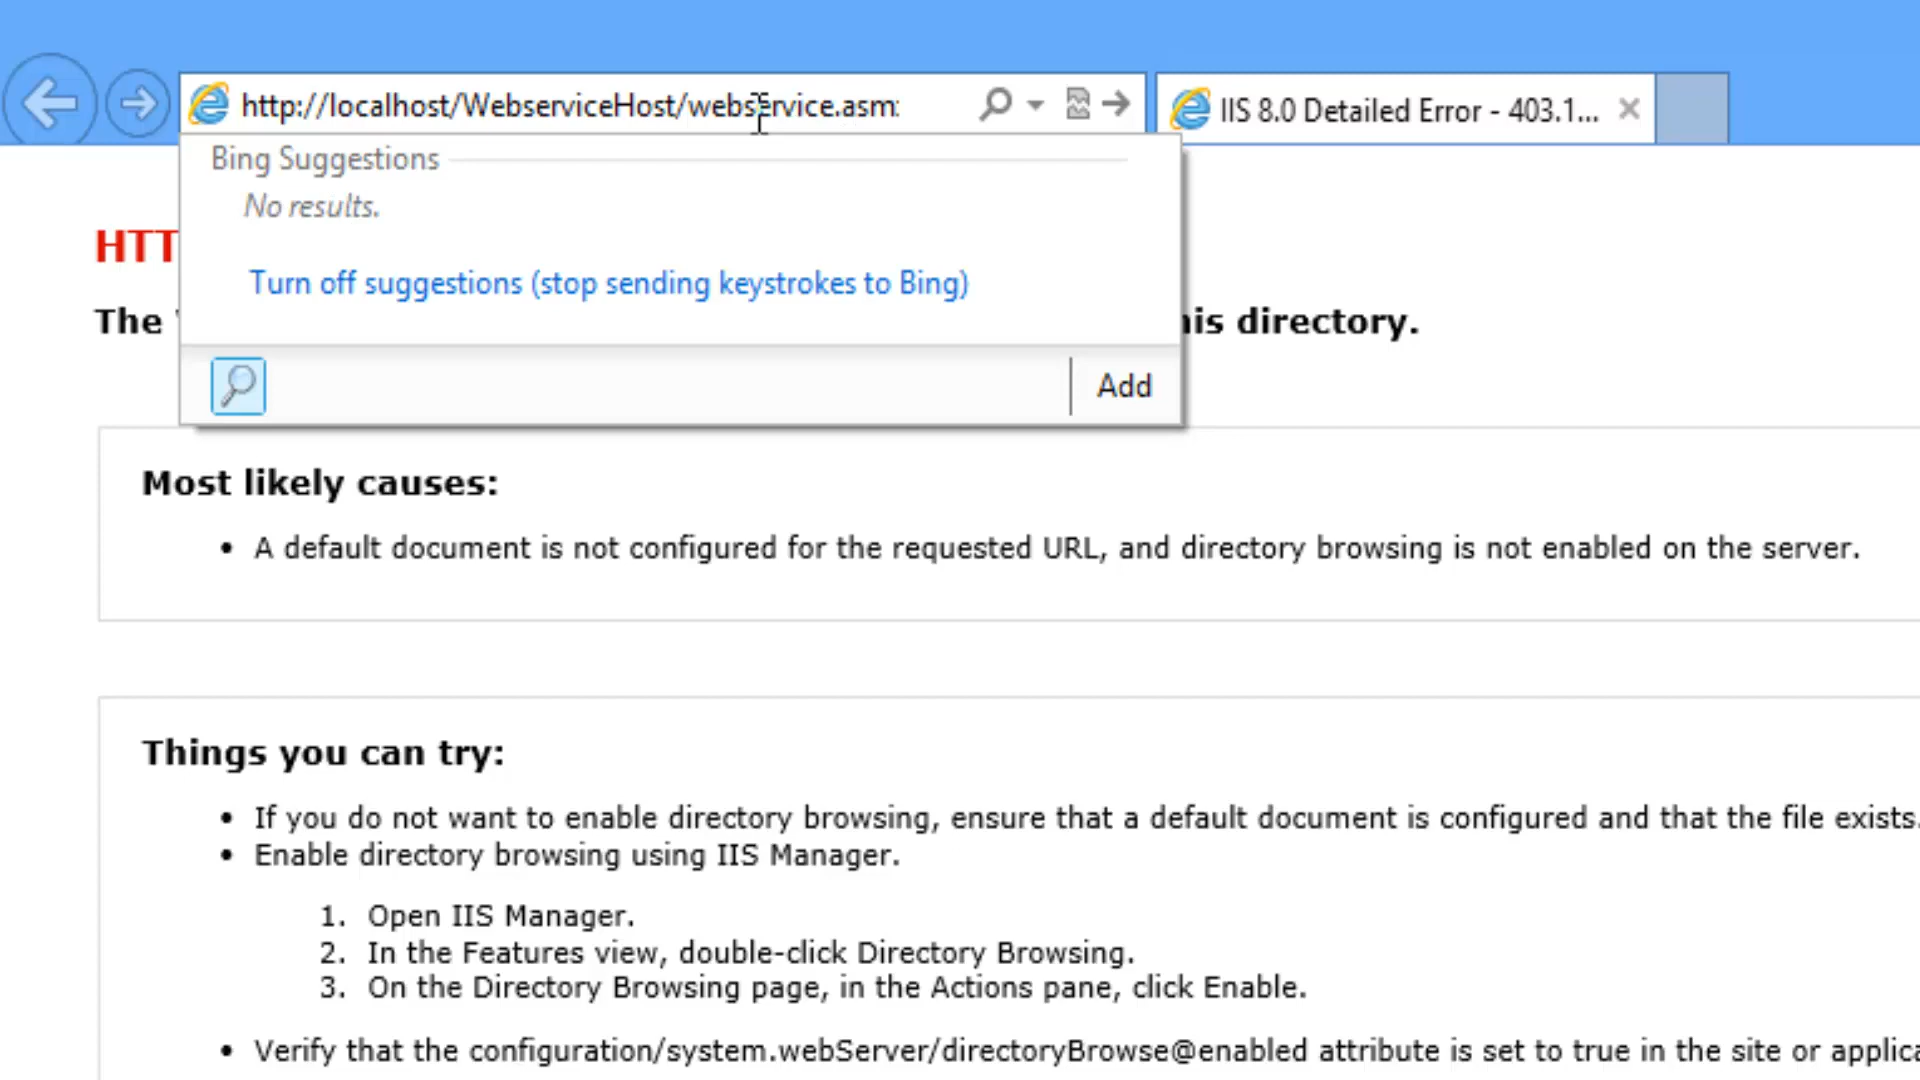 http://localhost/WebserviceHost/webservice.asm
IIS 8.0 Detailed Error - 403.1...
Bing Suggestions
No results.
Turn off suggestions (stop sending keystrokes to Bing)
Add
HTT
The
his directory.
Most likely causes:
• A default document is not configured for the requested URL, and directory browsing is not enabled on the server.
Things you can try:
• If you do not want to enable directory browsing, ensure that a default document is configured and that the file exists.
• Enable directory browsing using IIS Manager.
1. Open IIS Manager.
2. In the Features view, double-click Directory Browsing.
3. On the Directory Browsing page, in the Actions pane, click Enable.
• Verify that the configuration/system.webServer/directoryBrowse@enabled attribute is set to true in the site or applica